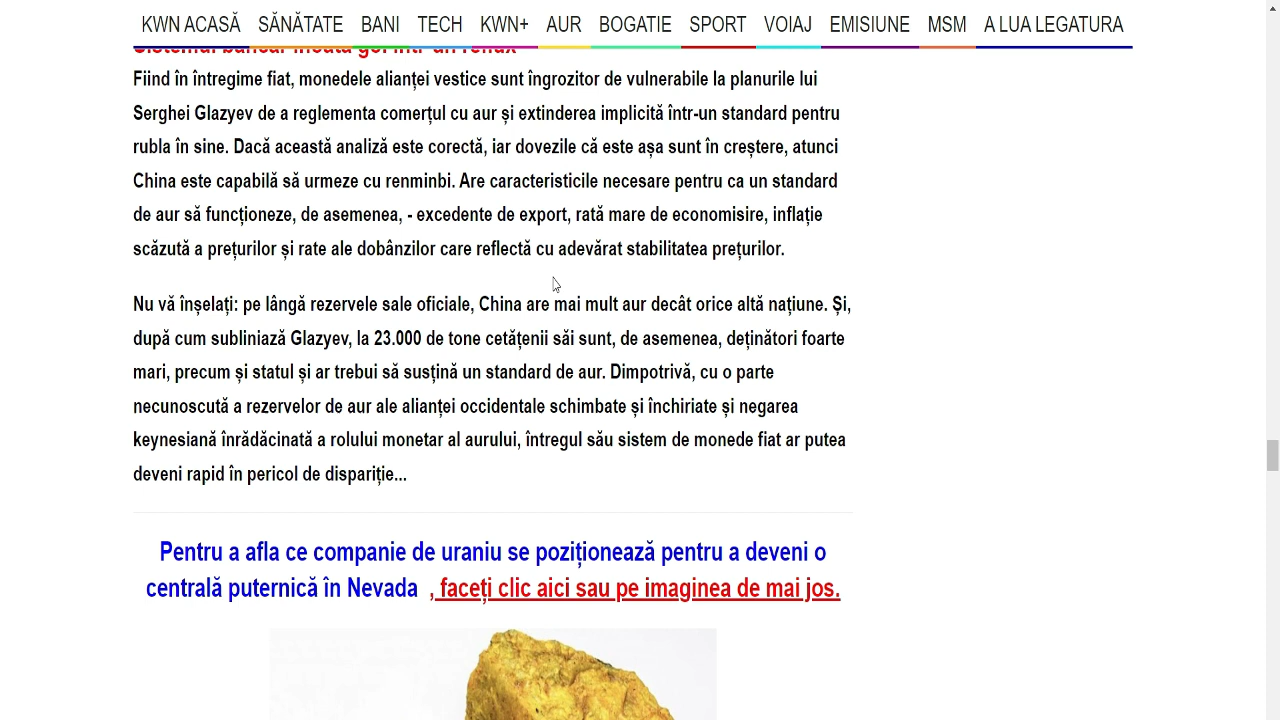 KWN ACASĂ SĂNĂTATE BANI TECH KWN+ AUR BOGATIE SPORT VOIAJ EMISIUNE MSM A LUA LEGATURA
Fiind în întregime fiat, monedele alianței vestice sunt îngrozitor de vulnerabile la planurile lui
Serghei Glazyev de a reglementa comerțul cu aur și extinderea implicită într-un standard pentru
rubla în sine. Dacă această analiză este corectă, iar dovezile că este așa sunt în creștere, atunci
China este capabilă să urmeze cu renminbi. Are caracteristicile necesare pentru ca un standard
de aur să funcționeze, de asemenea, - excedente de export, rată mare de economisire, inflație
scăzută a prețurilor și rate ale dobânzilor care reflectă cu adevărat stabilitatea prețurilor.
Nu vă înșelați: pe lângă rezervele sale oficiale, China are mai mult aur decât orice altă națiune. Și,
după cum subliniază Glazyev, la 23.000 de tone cetățenii săi sunt, de asemenea, deținători foarte
mari, precum și statul și ar trebui să susțină un standard de aur. Dimpotrivă, cu o parte
necunoscută a rezervelor de aur ale alianței occidentale schimbate și închiriate și negarea
keynesiană înrădăcinată a rolului monetar al aurului, întregul său sistem de monede fiat ar putea
deveni rapid în pericol de dispariție...
Pentru a afla ce companie de uraniu se poziționează pentru a deveni o
centrală puternică în Nevada , faceți clic aici sau pe imaginea de mai jos.